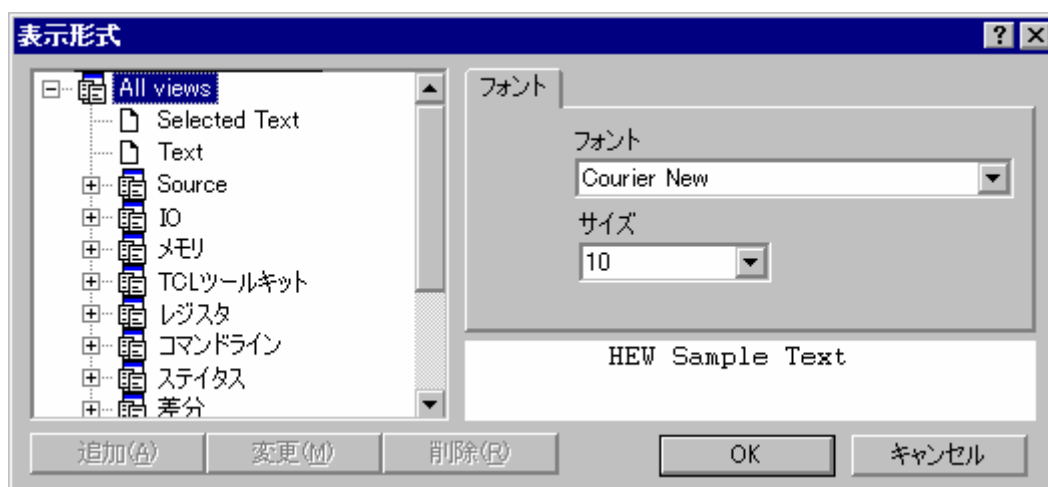 表示形式
All views
Selected Text
Text
Source
IO
メモリ
TCLツールキット
レジスタ
コマンドライン
ステイタス
差分
フォント
フォント
Courier New
サイズ
10
HEW Sample Text
追加(A)
変更(M)
削除(R)
OK
キャンセル